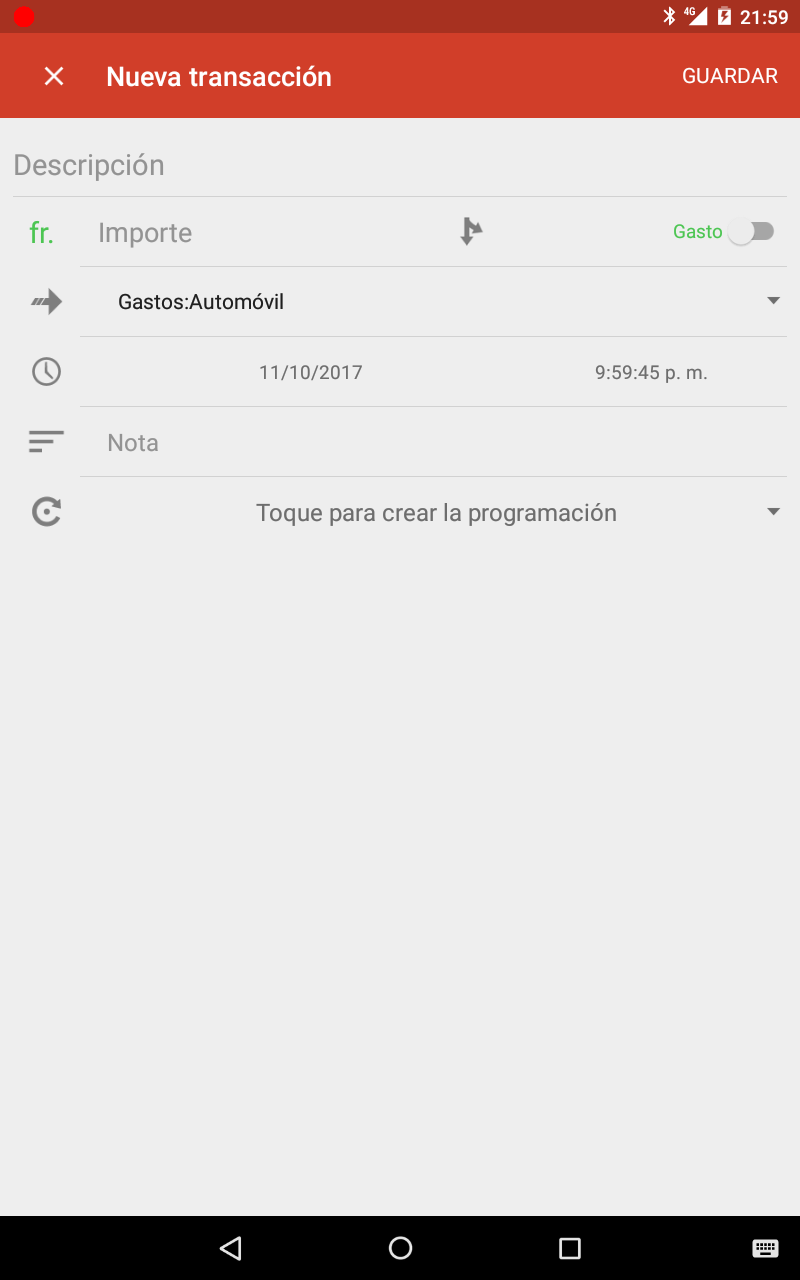 4G 21:59
Nueva transacción GUARDAR
Descripción
fr. Importe Gasto
Gastos:Automóvil
11/10/2017 9:59:45 p. m.
Nota
Toque para crear la programación